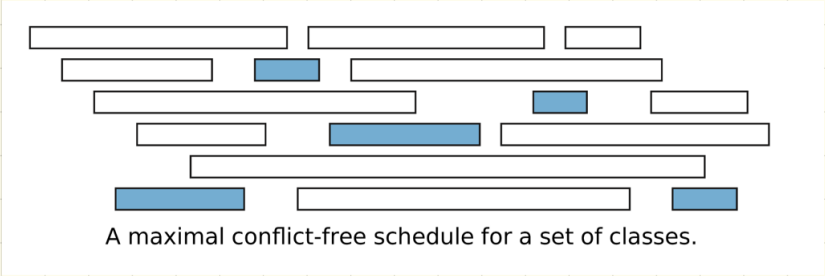 A maximal conflict-free schedule for a set of classes.